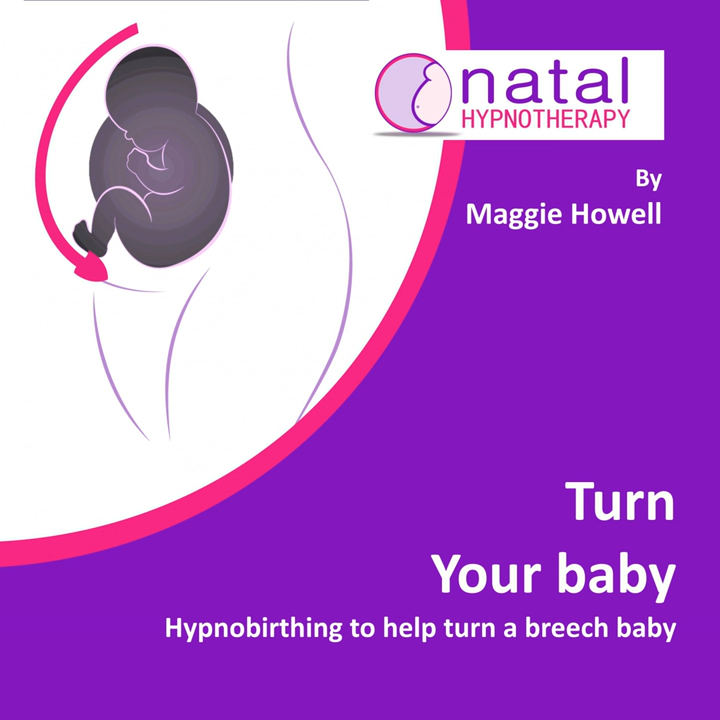 natal
HYPNOTHERAPY
By
Maggie Howell
Turn
Your baby
Hypnobirthing to help turn a breech baby